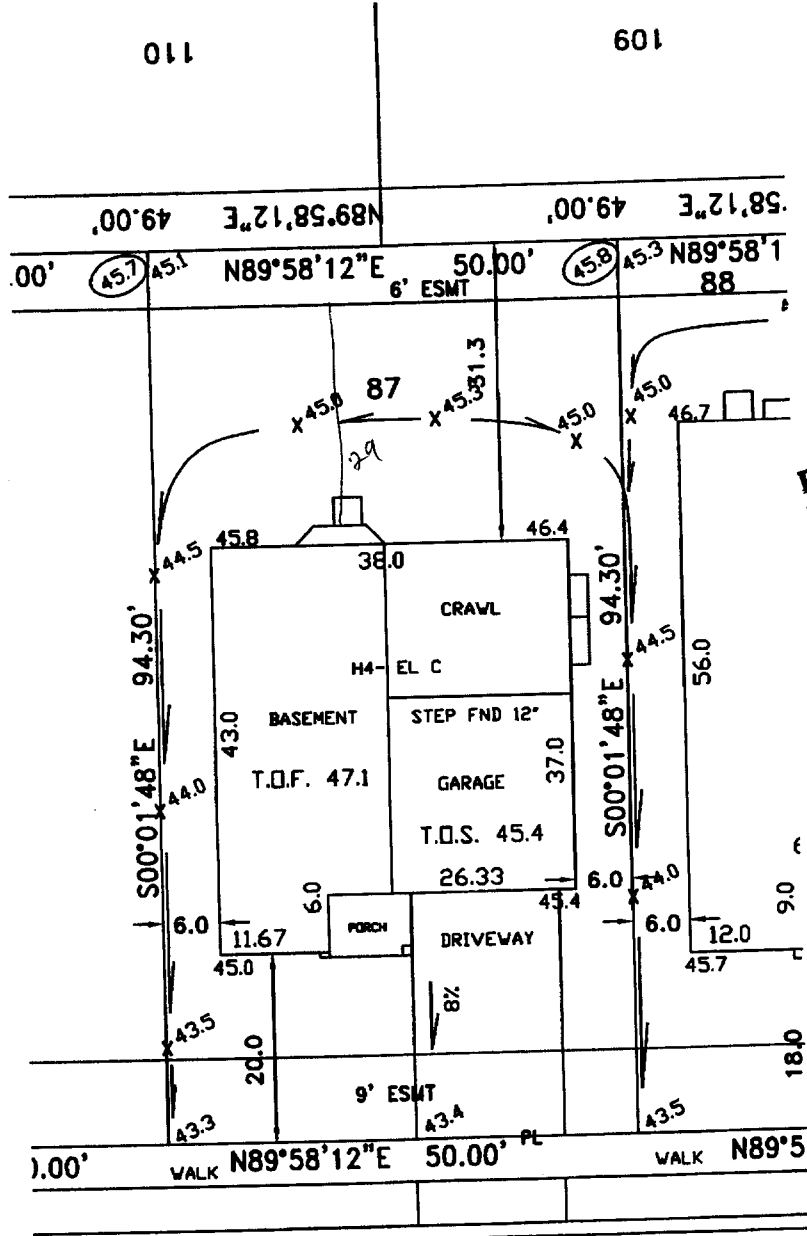 110
109
49.00'
N89°58'12"E
49.00'
58'12"E
.00'
45.7
45.1
N89°58'12"E
50.00'
45.8
45.3
N89°58'1
6' ESMT
88
31.3
87
45.0
45.3
45.0
45.0
46.7
29
44.5
45.8
38.0
46.4
94.30'
94.30'
CRAWL
44.5
56.0
H4- EL C
S00°01'48"E
43.0
BASEMENT
STEP FND 12"
37.0
S00°01'48"E
T.O.F. 47.1
GARAGE
44.0
T.O.S. 45.4
26.33
6.0
44.0
6.0
45.4
9.0
6.0
11.67
PORCH
DRIVEWAY
6.0
12.0
45.0
45.7
8%
43.5
20.0
18.0
9' ESMT
43.3
43.4
43.5
PL
).00'
WALK
N89°58'12"E
50.00'
WALK
N89°5